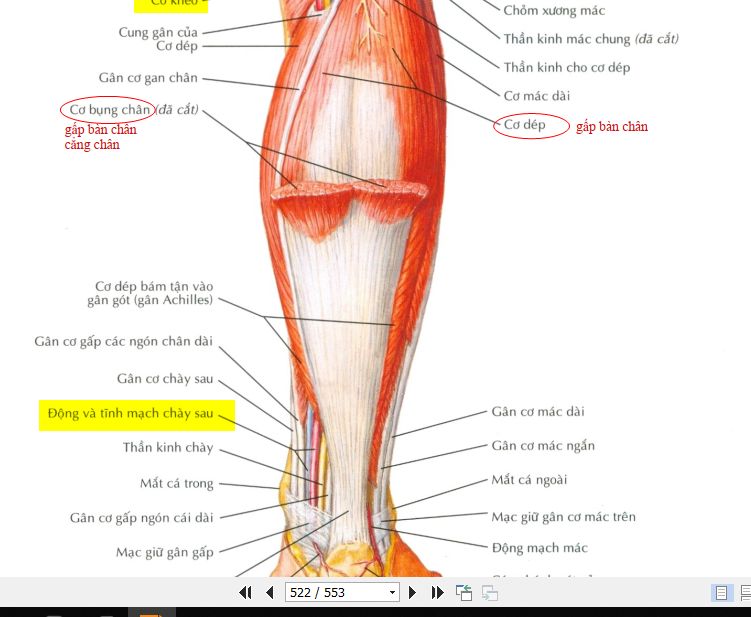 Cơ khéo
Cung gân của
Cơ dép
Gân cơ gan chân
Cơ bụng chân (đã cắt)
gấp bàn chân
cẳng chân
Cơ dép bám tận vào
gân gót (gân Achilles)
Gân cơ gấp các ngón chân dài
Gân cơ chày sau
Động và tĩnh mạch chày sau
Thần kinh chày
Mắt cá trong
Gân cơ gấp ngón cái dài
Mạc giữ gân gấp
Chỏm xương mác
Thần kinh mác chung (đã cắt)
Thần kinh cho cơ dép
Cơ mác dài
Cơ dép
gấp bàn chân
Gân cơ mác dài
Gân cơ mác ngắn
Mắt cá ngoài
Mạc giữ gân cơ mác trên
Động mạch mác
522 / 553